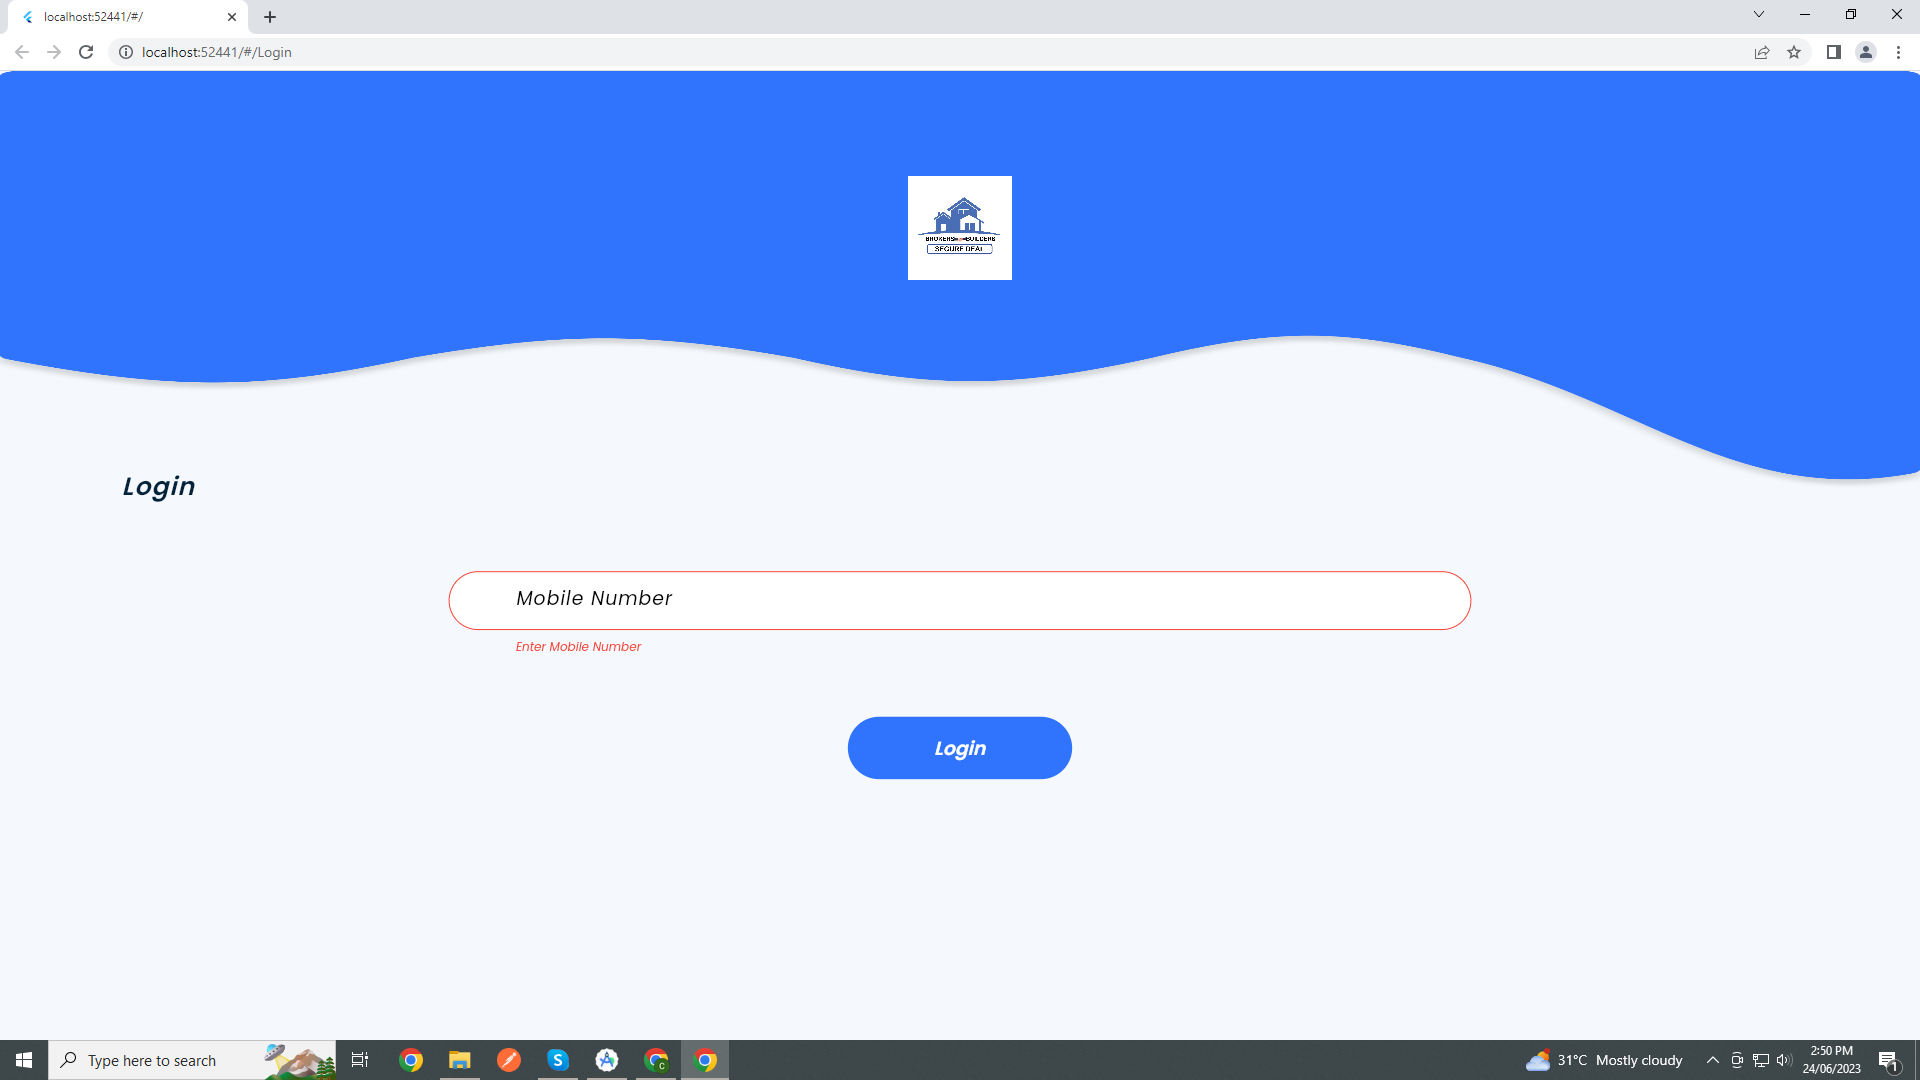 localhost:52441/#/
localhost:52441/#/Login
BROKERS BUILDERS
SECURE DEAL
Login
Mobile Number
Enter Mobile Number
Login
Type here to search
S
C
31°C Mostly cloudy
2:50 PM
24/06/2023
1